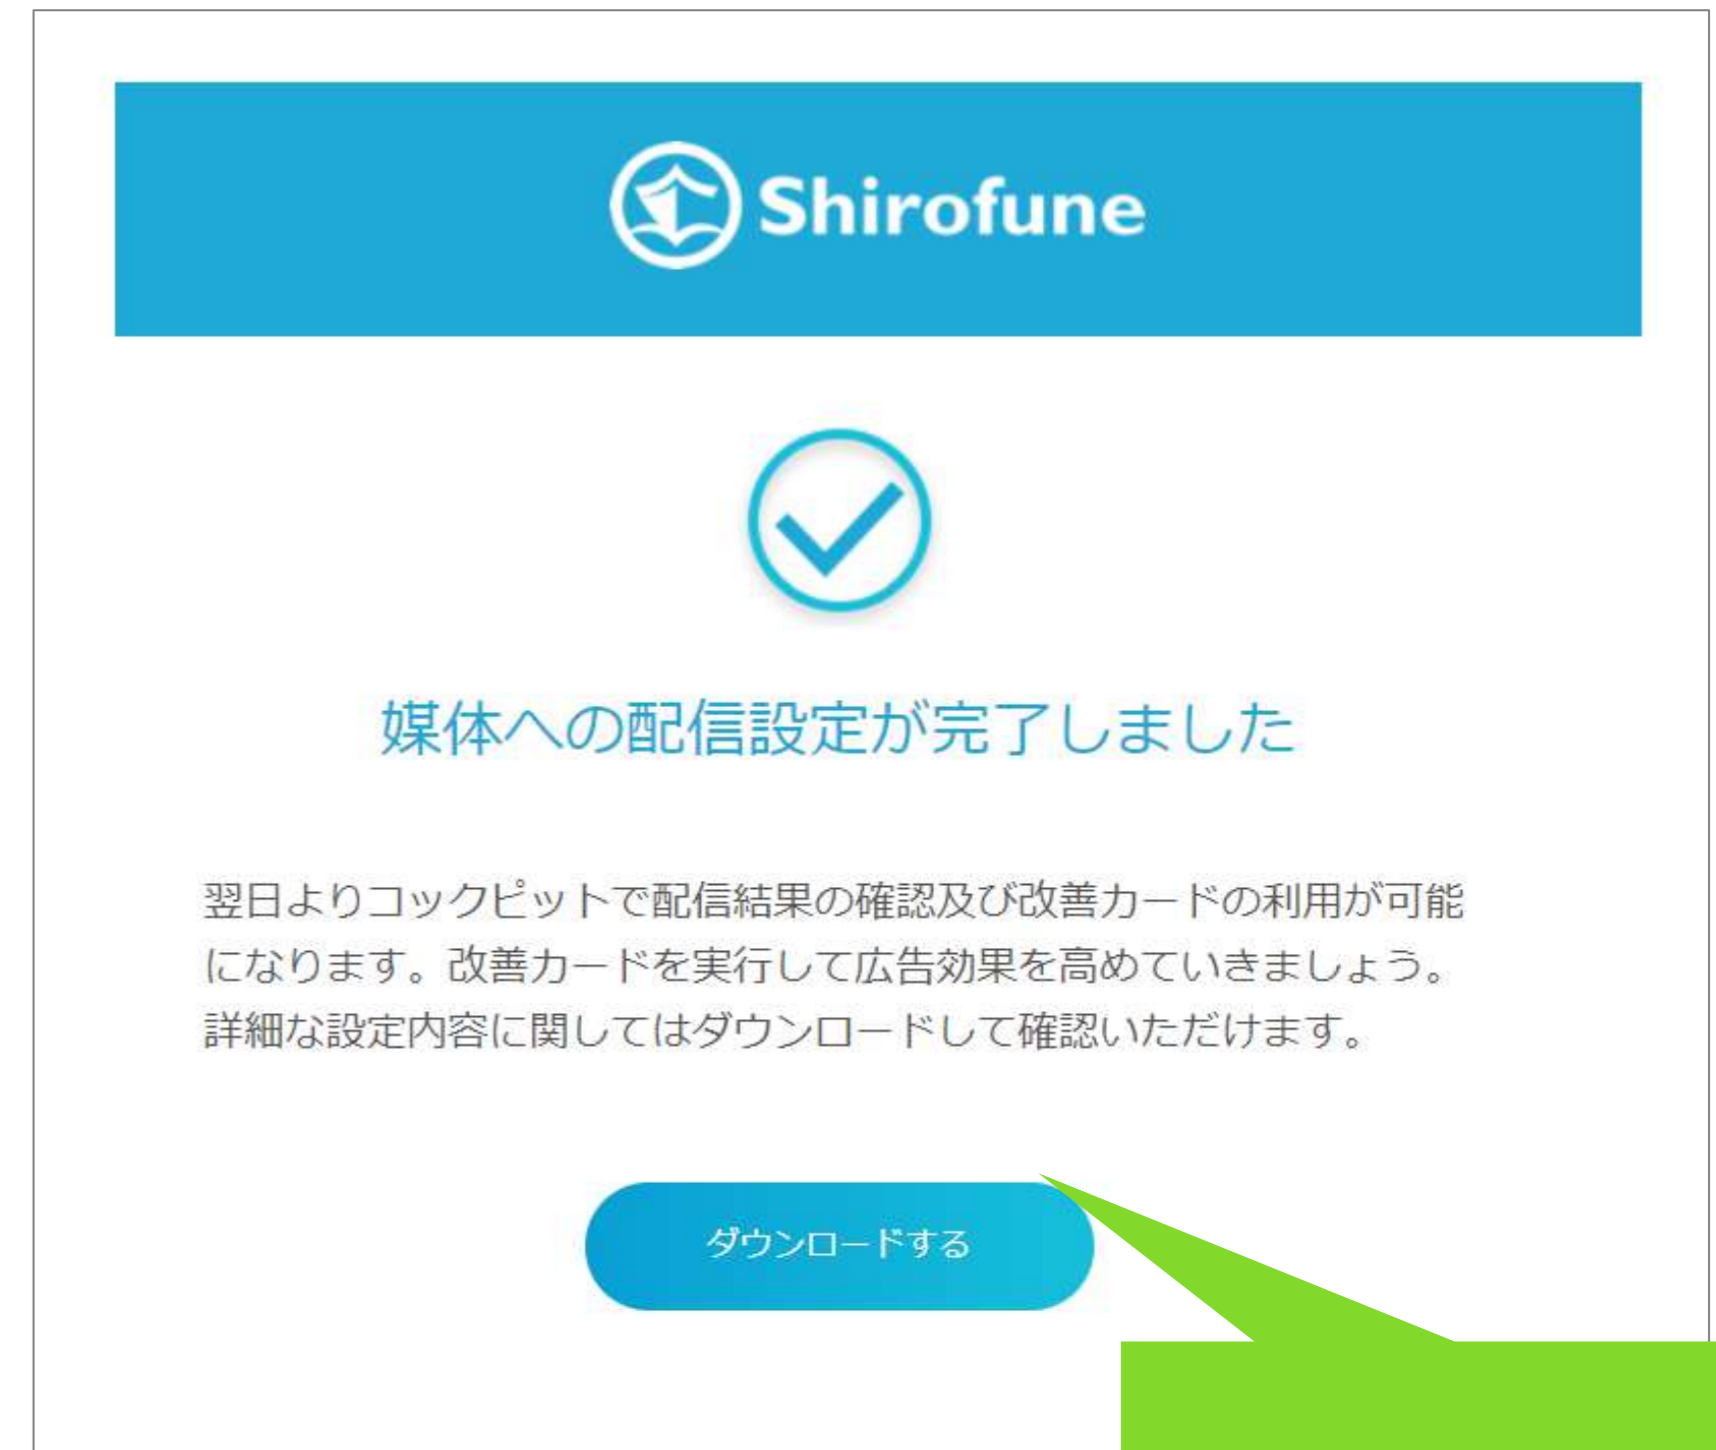 Shirofune
媒体への配信設定が完了しました
翌日よりコックピットで配信結果の確認及び改善カードの利用が可能
になります。改善カードを実行して広告効果を高めていきましょう。
詳細な設定内容に関してはダウンロードして確認いただけます。
ダウンロードする